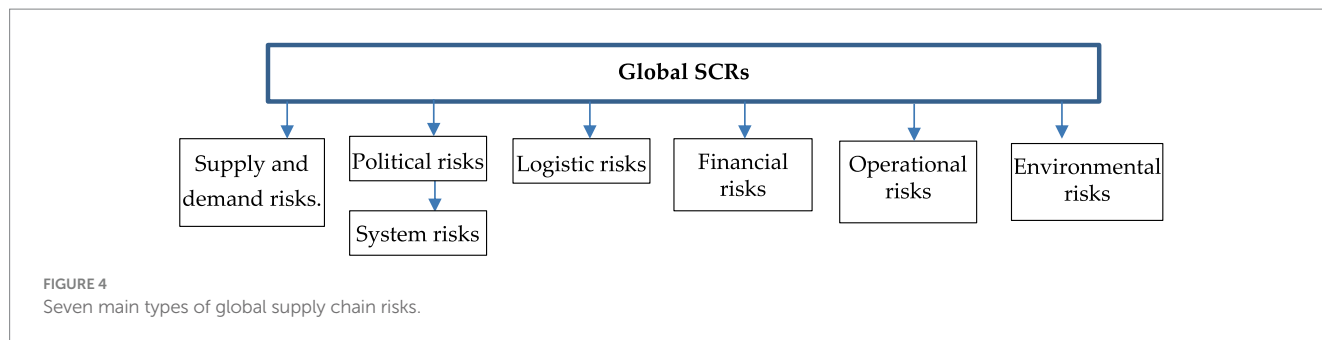 Global SCRs
Supply and
demand risks.
Political risks
System risks
Logistic risks
Financial
risks
Operational
risks
Environmental
risks
FIGURE 4
Seven main types of global supply chain risks.